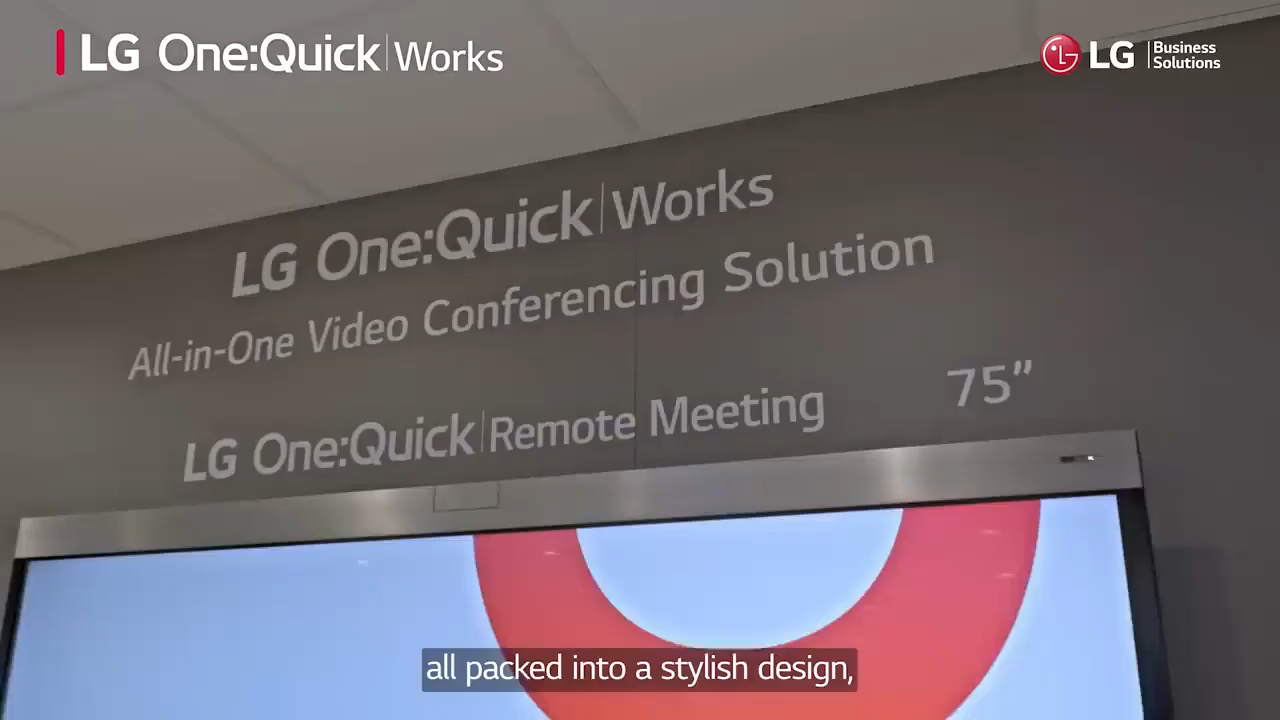 LG One:Quick Works
LG Business Solutions
LG One:Quick Works
All-in-One Video Conferencing Solution
LG One:Quick Remote Meeting 75”
all packed into a stylish design,